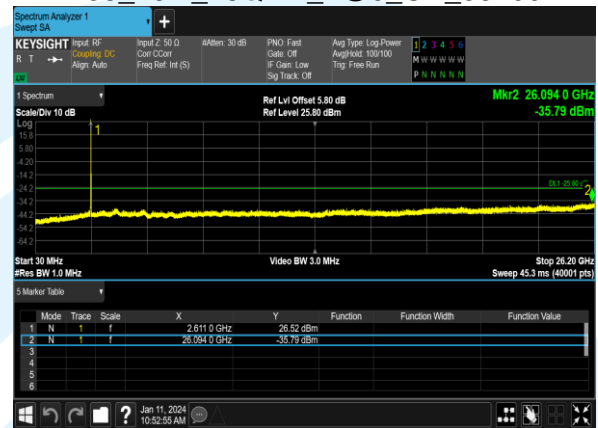 Spectrum Analyzer 1
Swept SA
KEYSIGHT Input: RF Input Z: 50 Ω #Atten: 30 dB PNO: Fast Avg Type: Log-Power 1 2 3 4 5 6
R T Coupling: DC Corr CCorr Gate: Off Avg|Hold: 100/100 M W W W W W
Align: Auto Freq Ref: Int (S) IF Gain: Low Trig: Free Run
LXI Sig Track: Off P N N N N N
1 Spectrum Ref Lvl Offset 5.80 dB Mkr2 26.094 0 GHz
Scale/Div 10 dB Ref Level 25.80 dBm -35.79 dBm
Log
15.8 1
5.80
-4.20
-14.2
-24.2 DL1 -25.00 2
-34.2
-44.2
-54.2
-64.2
Start 30 MHz Video BW 3.0 MHz Stop 26.20 GHz
#Res BW 1.0 MHz Sweep 45.3 ms (40001 pts)
5 Marker Table
Mode Trace Scale X Y Function Function Width Function Value
1 N 1 f 2.611 0 GHz 26.52 dBm
2 N 1 f 26.094 0 GHz -35.79 dBm
3
4
5
6
? Jan 11, 2024
10:52:55 AM